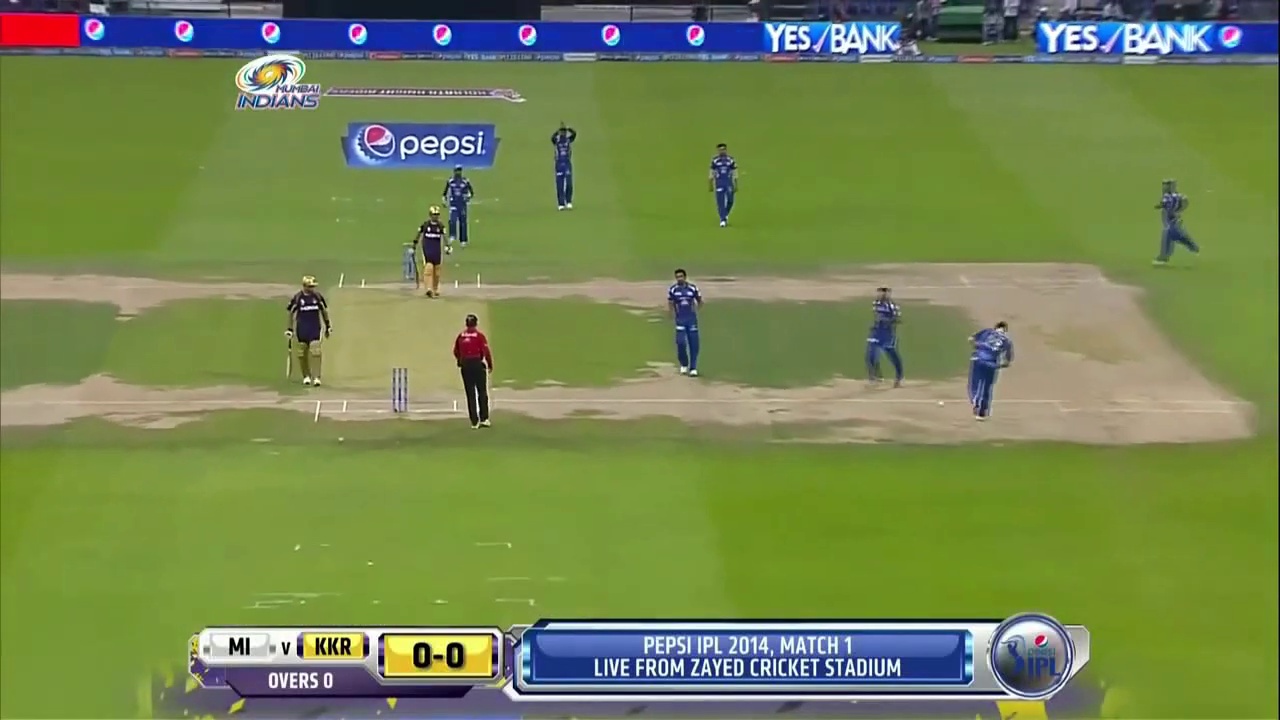 YES BANK YES BANK
MUMBAI
INDIANS
pepsi
MI v KKR 0-0
OVERS 0
PEPSI IPL 2014, MATCH 1
LIVE FROM ZAYED CRICKET STADIUM
PEPSI
IPL